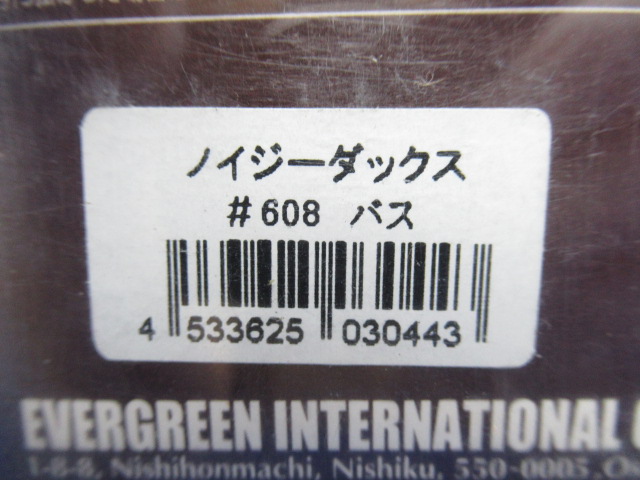 ノイジーダックス
#608 バス
4 533625 030443
EVERGREEN INTERNATIONAL
1-8-8, Nishihonmachi, Nishiku, 550-0005, O